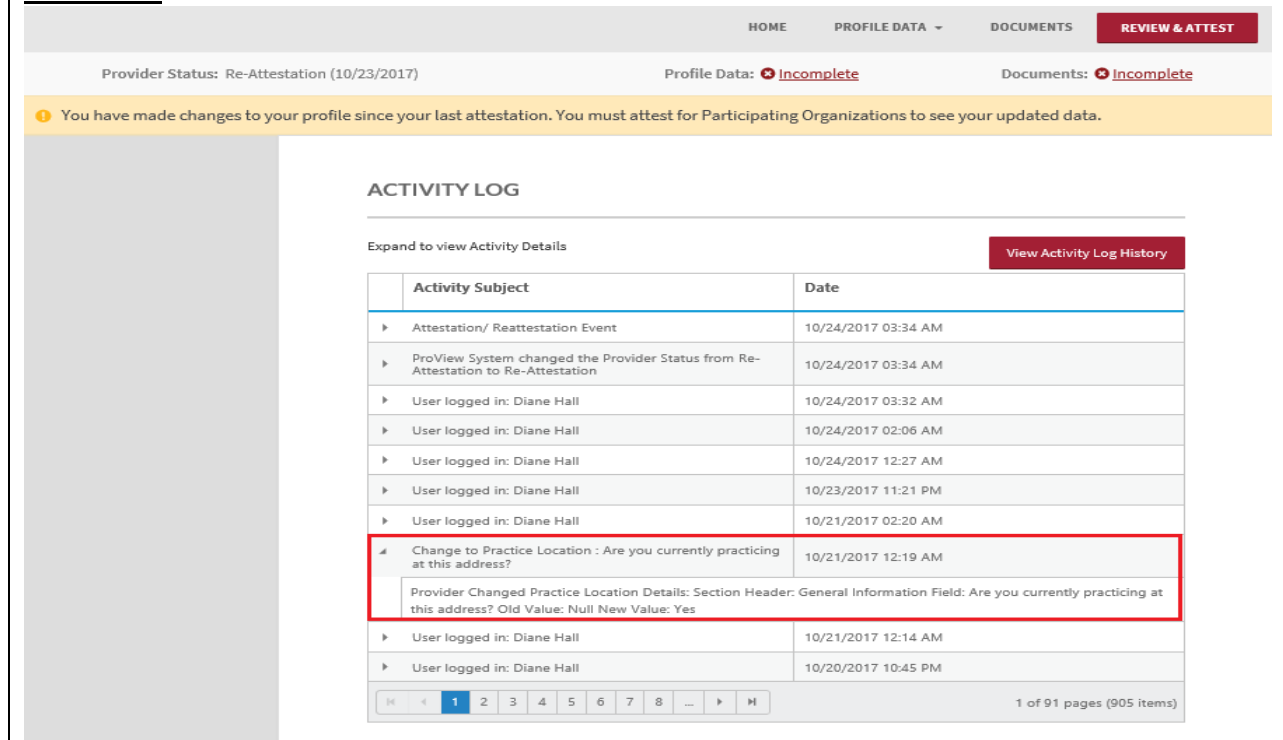 HOME PROFILE DATA DOCUMENTS REVIEW & ATTEST
Provider Status: Re-Attestation (10/23/2017) Profile Data: Incomplete Documents: Incomplete
You have made changes to your profile since your last attestation. You must attest for Participating Organizations to see your updated data.
ACTIVITY LOG
Expand to view Activity Details
View Activity Log History
Activity Subject Date
Attestation/ Reattestation Event 10/24/2017 03:34 AM
ProView System changed the Provider Status from Re-
Attestation to Re-Attestation 10/24/2017 03:34 AM
User logged in: Diane Hall 10/24/2017 03:32 AM
User logged in: Diane Hall 10/24/2017 02:06 AM
User logged in: Diane Hall 10/24/2017 12:27 AM
User logged in: Diane Hall 10/23/2017 11:21 PM
User logged in: Diane Hall 10/21/2017 02:20 AM
Change to Practice Location : Are you currently practicing
at this address? 10/21/2017 12:19 AM
Provider Changed Practice Location Details: Section Header: General Information Field: Are you currently practicing at
this address? Old Value: Null New Value: Yes
User logged in: Diane Hall 10/21/2017 12:14 AM
User logged in: Diane Hall 10/20/2017 10:45 PM
1 2 3 4 5 6 7 8 ... 1 of 91 pages (905 items)